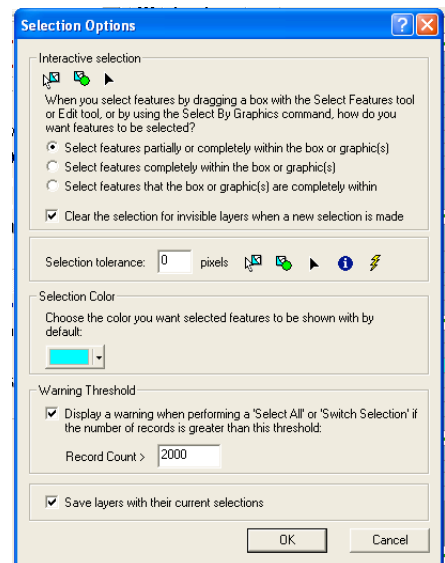 Selection Options
Interactive selection
When you select features by dragging a box with the Select Features tool
or Edit tool, or by using the Select By Graphics command, how do you
want features to be selected?
Select features partially or completely within the box or graphic(s)
Select features completely within the box or graphic(s)
Select features that the box or graphic(s) are completely within
Clear the selection for invisible layers when a new selection is made
Selection tolerance: 0 pixels
Selection Color
Choose the color you want selected features to be shown with by
default:
Warning Threshold
Display a warning when performing a 'Select All' or 'Switch Selection' if
the number of records is greater than this threshold:
Record Count > 2000
Save layers with their current selections
OK Cancel